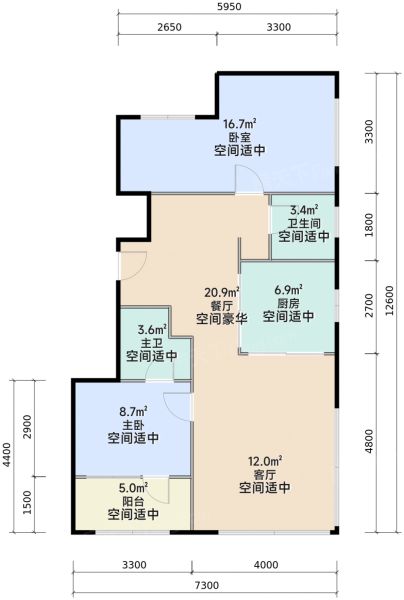 5950
2650
3300
16.7㎡
卧室
空间适中
3300
3.4㎡
卫生间
空间适中
1800
20.9㎡
餐厅
空间豪华
6.9㎡
厨房
空间适中
2700
12600
3.6㎡
主卫
空间适中
8.7㎡
主卧
空间适中
2900
4400
12.0㎡
客厅
空间适中
4800
5.0㎡
阳台
空间适中
1500
3300
4000
7300